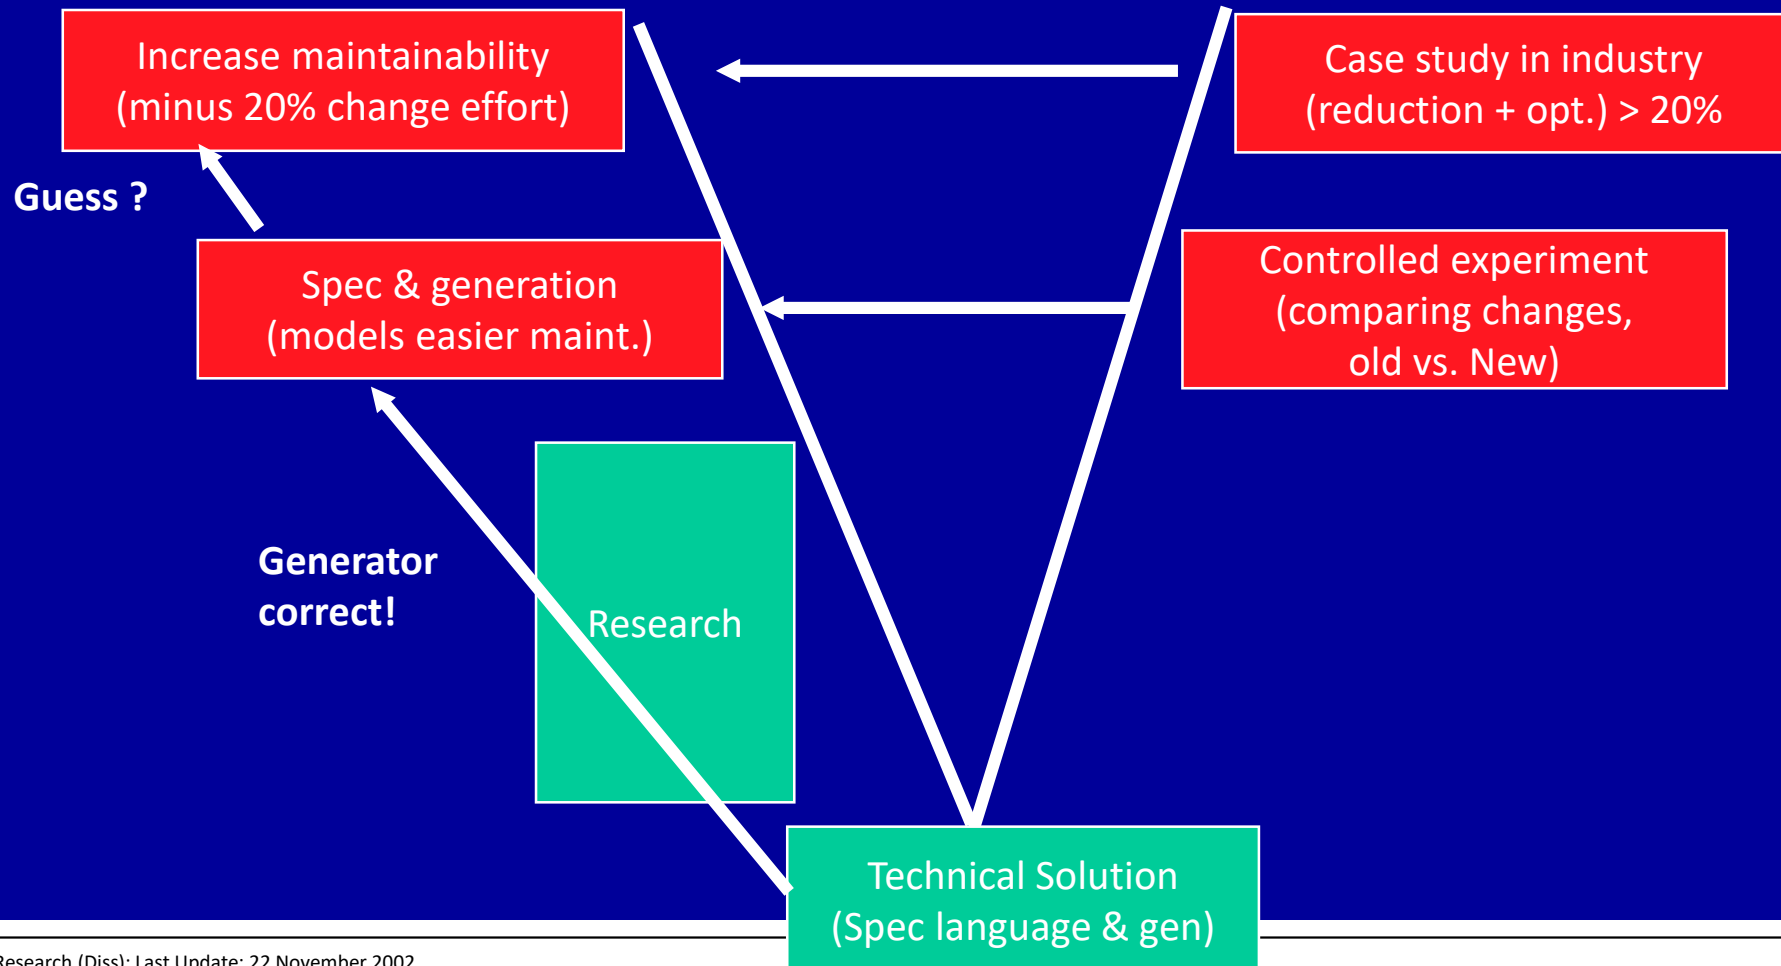 Increase maintainability
(minus 20% change effort)
Case study in industry
(reduction + opt.) > 20%
Guess ?
Spec & generation
(models easier maint.)
Controlled experiment
(comparing changes,
old vs. New)
Generator
correct!
Research
Technical Solution
(Spec language & gen)
Research (Diss): Last Update: 22 November 2002